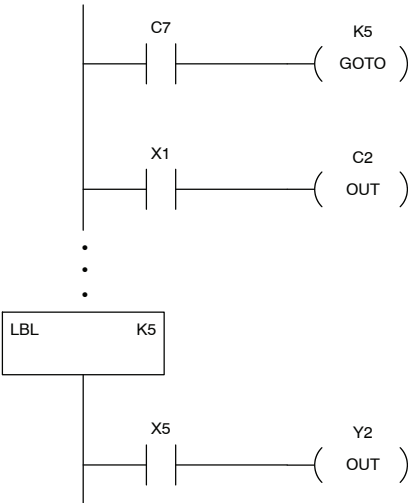 C7 K5
GOTO
X1 C2
OUT
LBL K5
X5 Y2
OUT